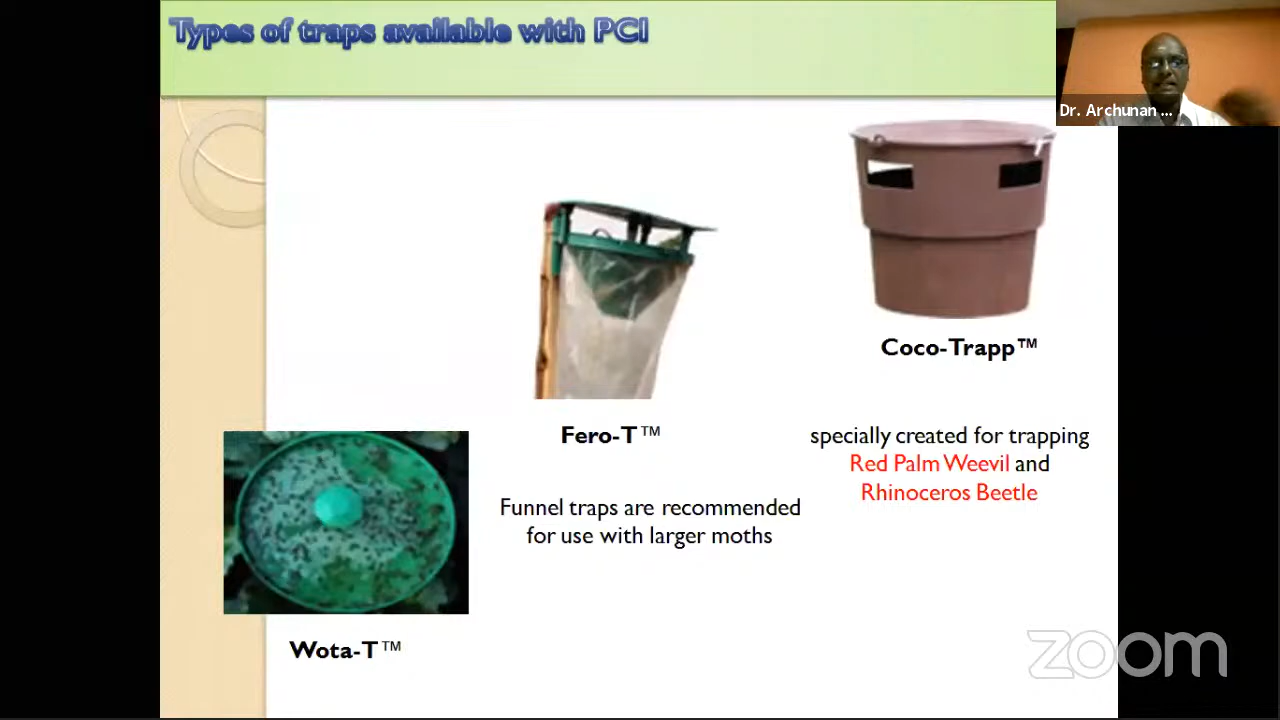 Types of traps available with PCI
Dr. Archunan ...
Coco-Trapp™
specially created for trapping
Red Palm Weevil and
Rhinoceros Beetle
Fero-T™
Funnel traps are recommended
for use with larger moths
Wota-T™
zoom